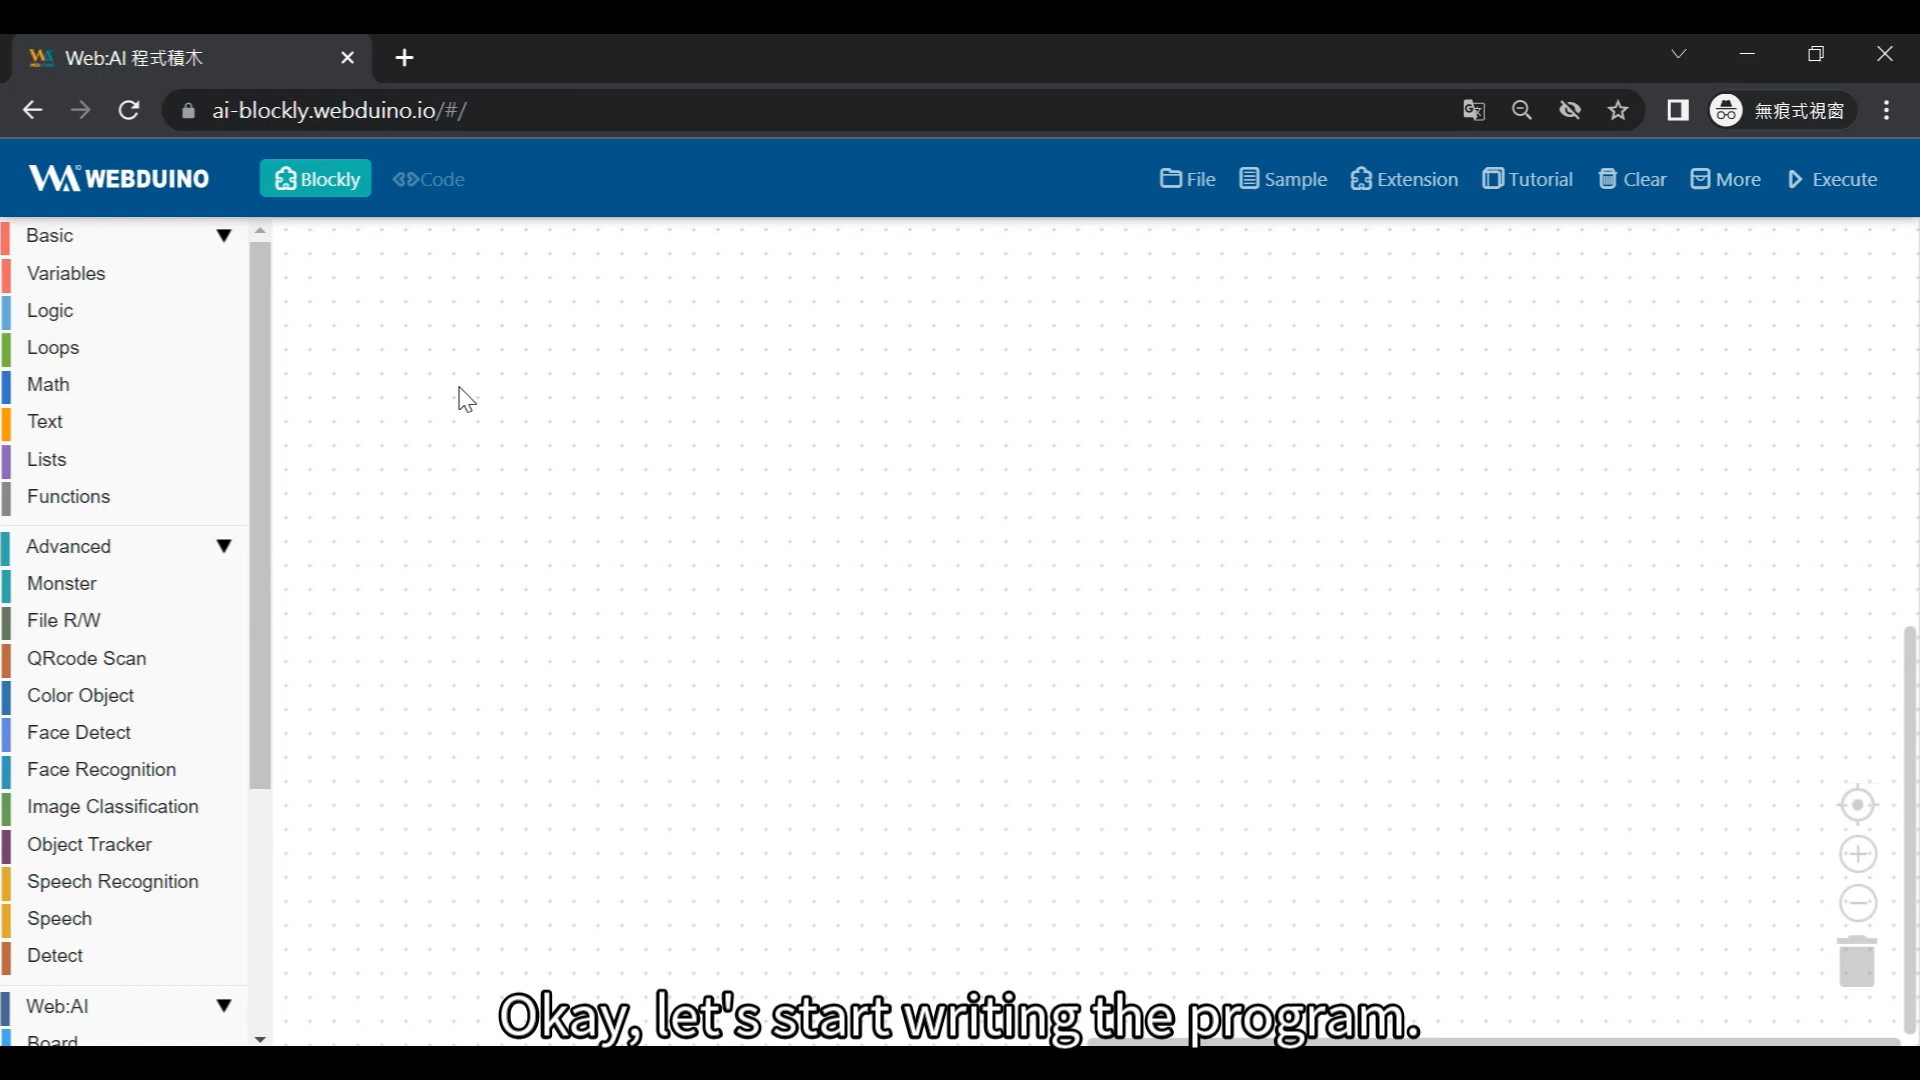 Web:AI 程式積木
ai-blockly.webduino.io/#/
無痕式視窗
WEBDUINO
Blockly
Code
File
Sample
Extension
Tutorial
Clear
More
Execute
Basic
Variables
Logic
Loops
Math
Text
Lists
Functions
Advanced
Monster
File R/W
QRcode Scan
Color Object
Face Detect
Face Recognition
Image Classification
Object Tracker
Speech Recognition
Speech
Detect
Web:AI
Board
Okay, let's start writing the program.